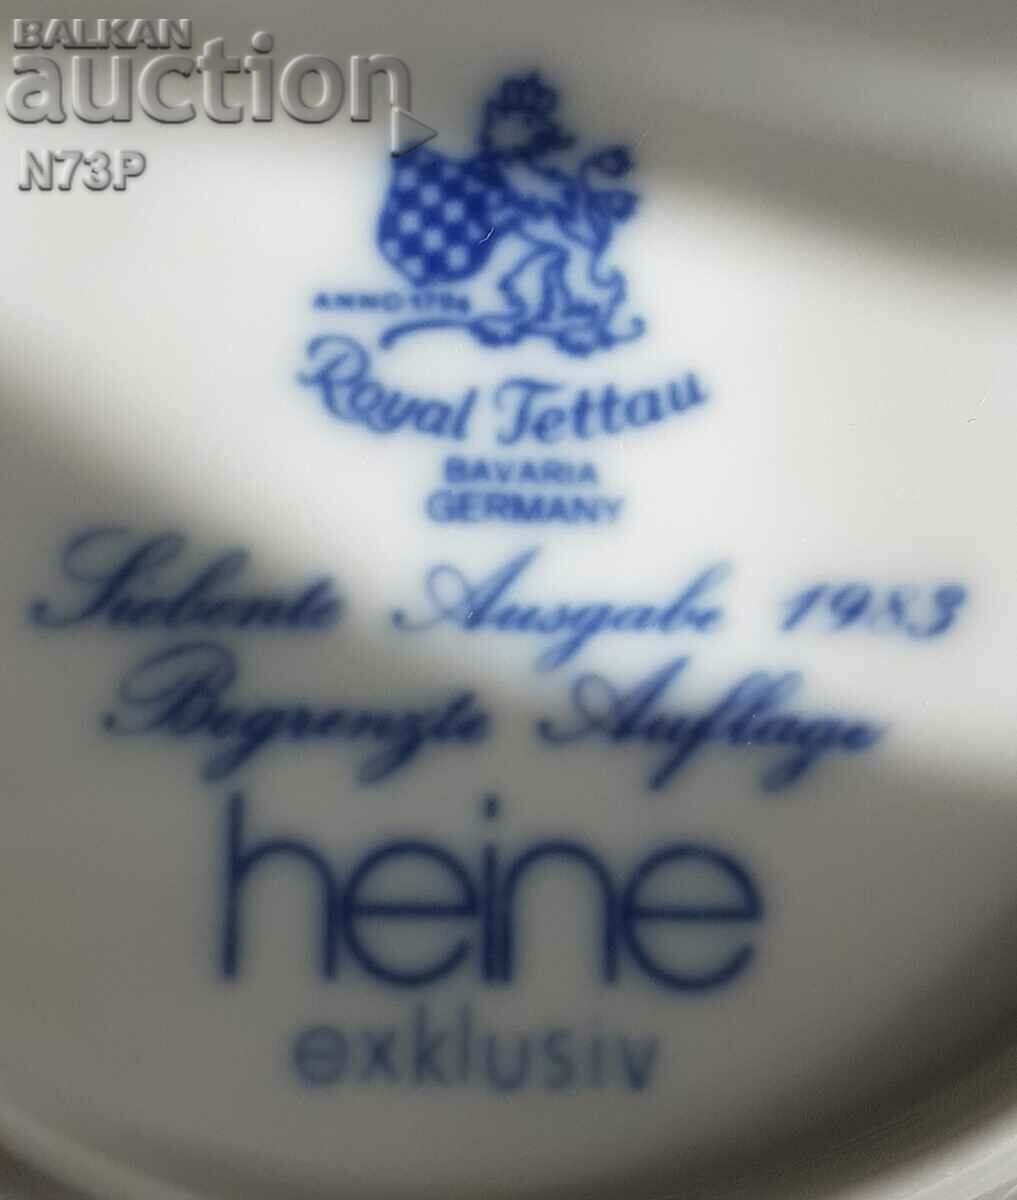 BALKAN
auction
N73P
ANNO 1794
Royal Tettau
BAVARIA
GERMANY
Siebente Ausgabe 1983
Begrenzte Auflage
heine
exklusiv